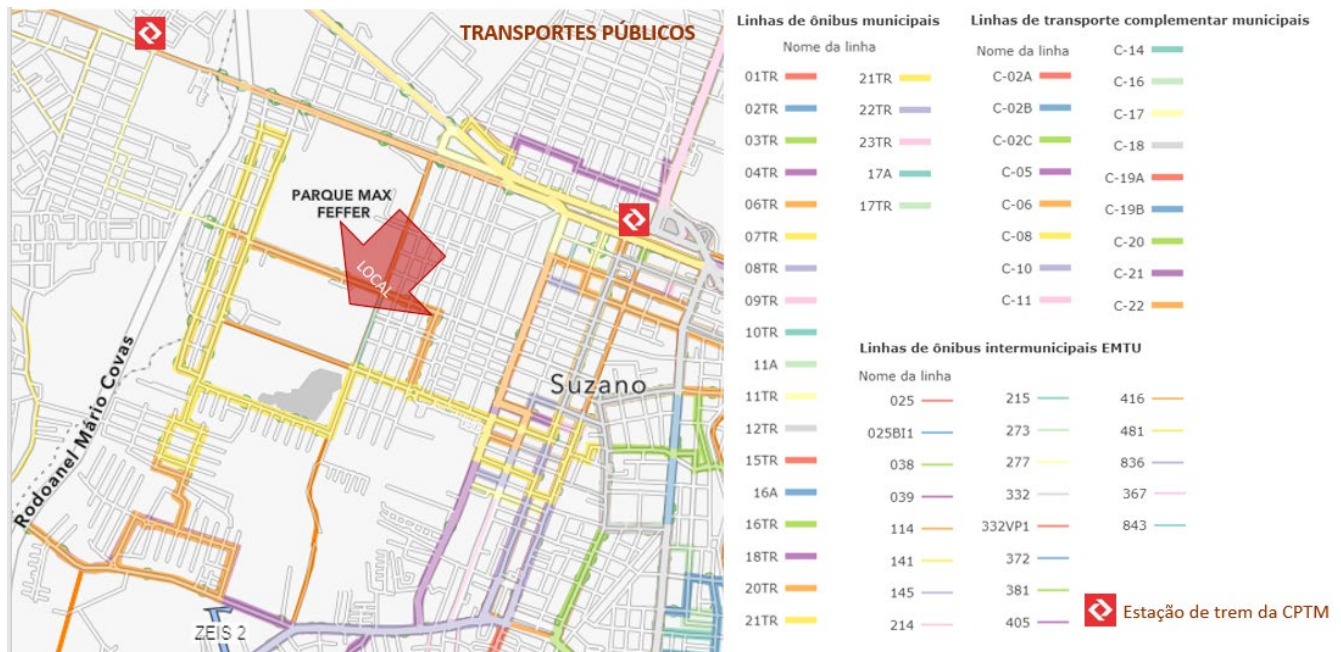 TRANSPORTES PÚBLICOS
PARQUE MAX
FEFFER
LOCAL
Suzano
Rodoanel Mário Covas
ZEIS 2
Linhas de ônibus municipais
Nome da linha
01TR
02TR
03TR
04TR
06TR
07TR
08TR
09TR
10TR
11A
11TR
12TR
15TR
16A
16TR
18TR
20TR
21TR
21TR
22TR
23TR
17A
17TR
Linhas de transporte complementar municipais
Nome da linha
C-02A
C-02B
C-02C
C-05
C-06
C-08
C-10
C-11
C-14
C-16
C-17
C-18
C-19A
C-19B
C-20
C-21
C-22
Linhas de ônibus intermunicipais EMTU
Nome da linha
025
025BI1
038
039
114
141
145
214
215
273
277
332
332VP1
372
381
405
416
481
836
367
843
Estação de trem da CPTM